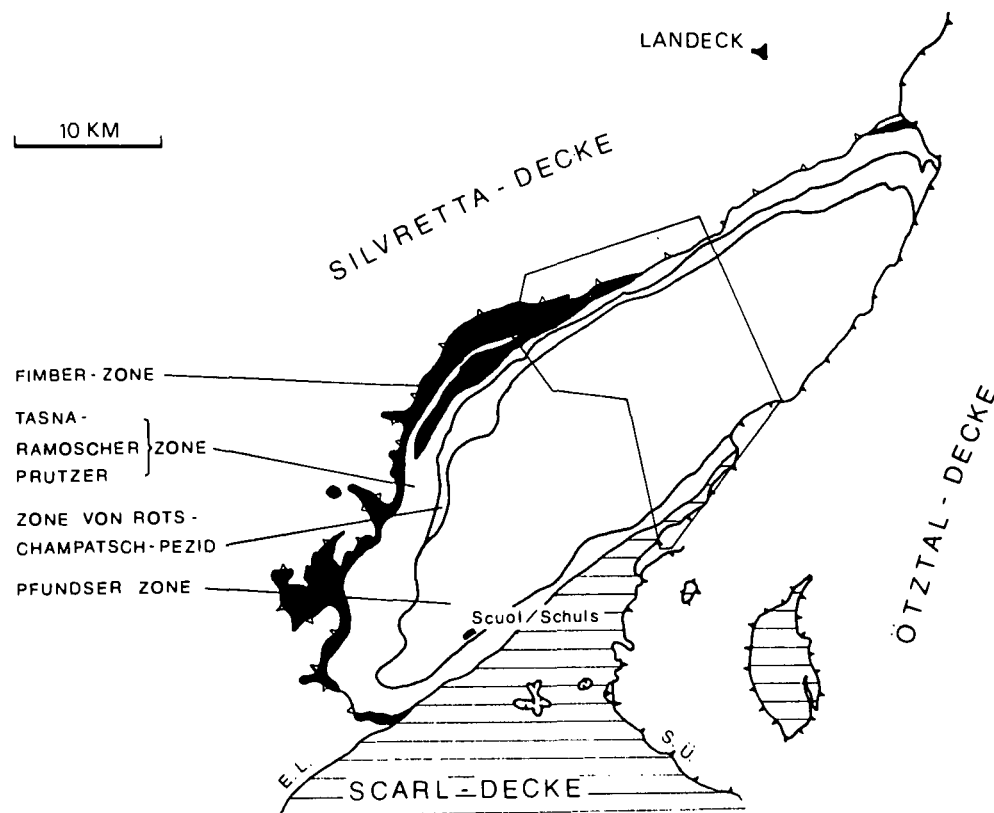 LANDECK
10 KM
SILVRETTA - DECKE
FIMBER - ZONE
TASNA -
RAMOSCHER ZONE
PRUTZER
ZONE VON ROTS -
CHAMPATSCH - PEZID
PFUNDSER ZONE
Scuol / Schuls
ÖTZTAL - DECKE
E. L.
S. Ü.
SCARL - DECKE